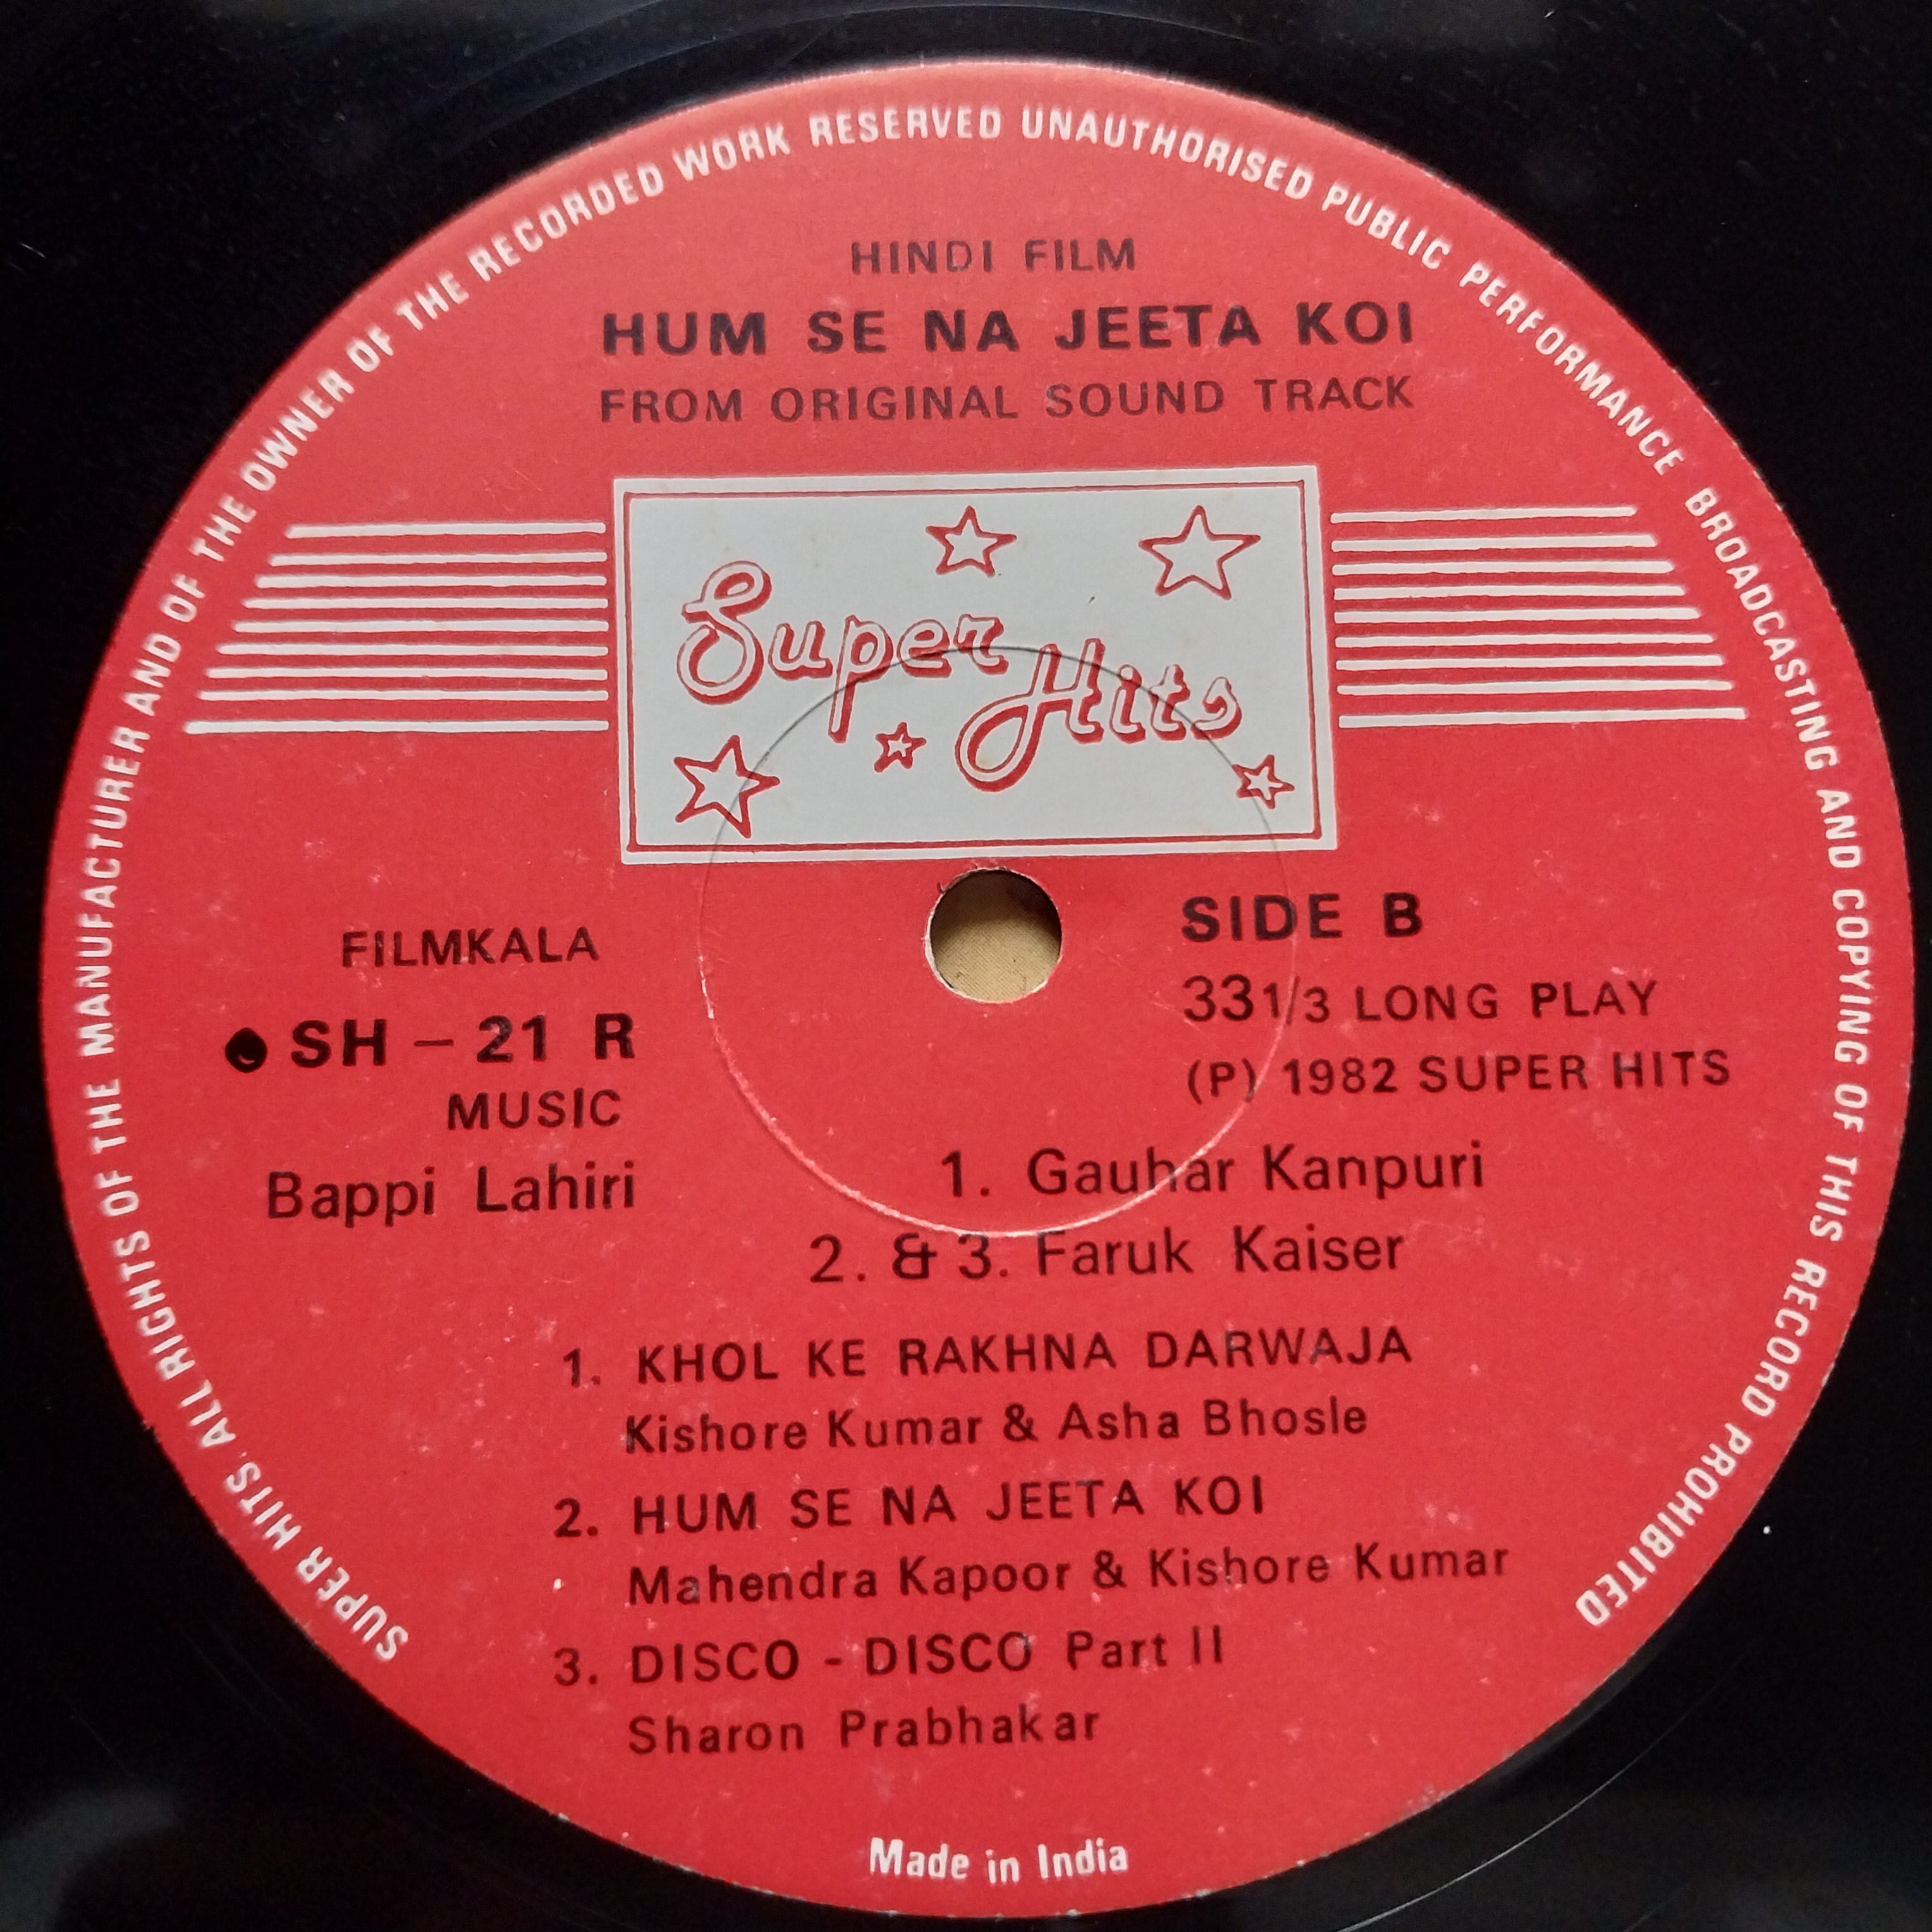 SUPER HITS. ALL RIGHTS OF THE MANUFACTURER AND OF THE OWNER OF THE RECORDED WORK RESERVED UNAUTHORISED PUBLIC PERFORMANCE BROADCASTING AND COPYING OF THIS RECORD PROHIBITED
HINDI FILM
HUM SE NA JEETA KOI
FROM ORIGINAL SOUND TRACK
Super Hits
FILMKALA
SH – 21 R
MUSIC
Bappi Lahiri
SIDE B
33 1/3 LONG PLAY
(P) 1982 SUPER HITS
1. Gauhar Kanpuri
2. & 3. Faruk Kaiser
1. KHOL KE RAKHNA DARWAJA
Kishore Kumar & Asha Bhosle
2. HUM SE NA JEETA KOI
Mahendra Kapoor & Kishore Kumar
3. DISCO - DISCO Part II
Sharon Prabhakar
Made in India